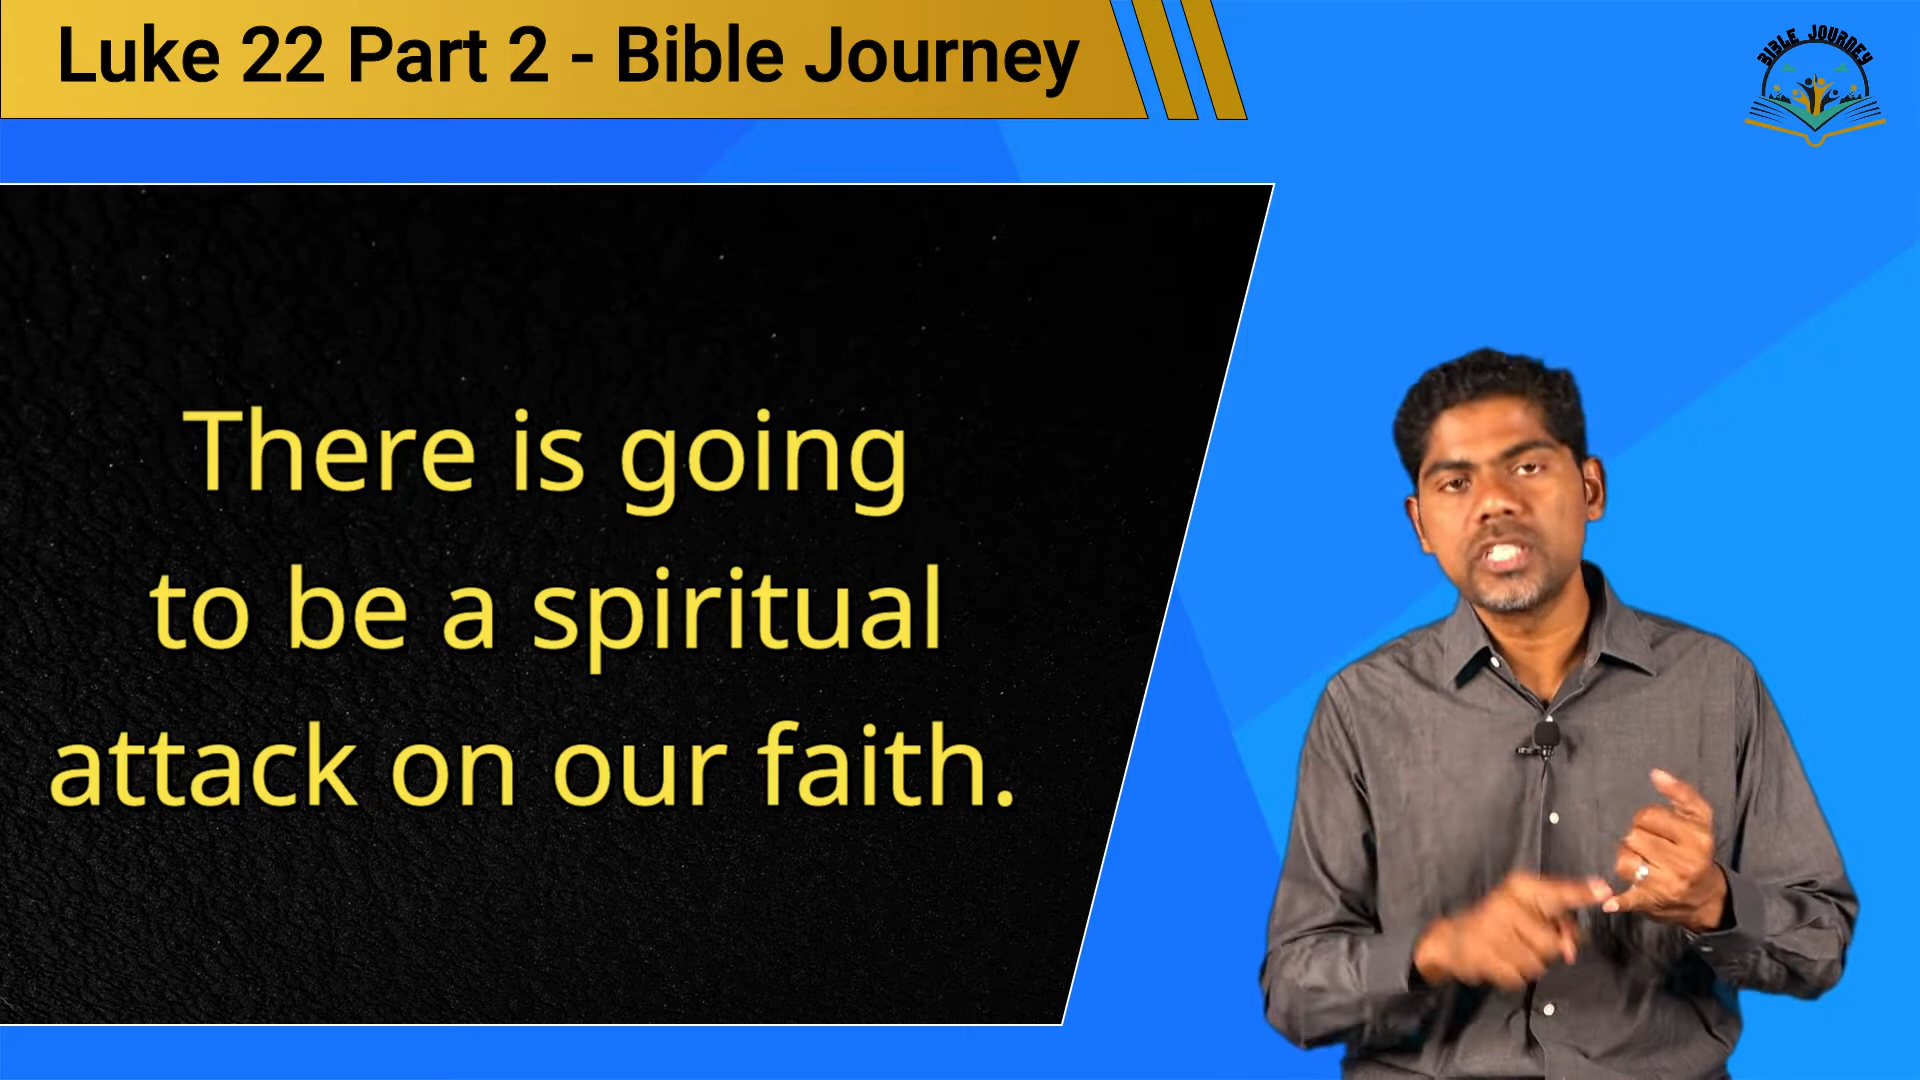 Luke 22 Part 2 - Bible Journey
BIBLE JOURNEY
There is going
to be a spiritual
attack on our faith.